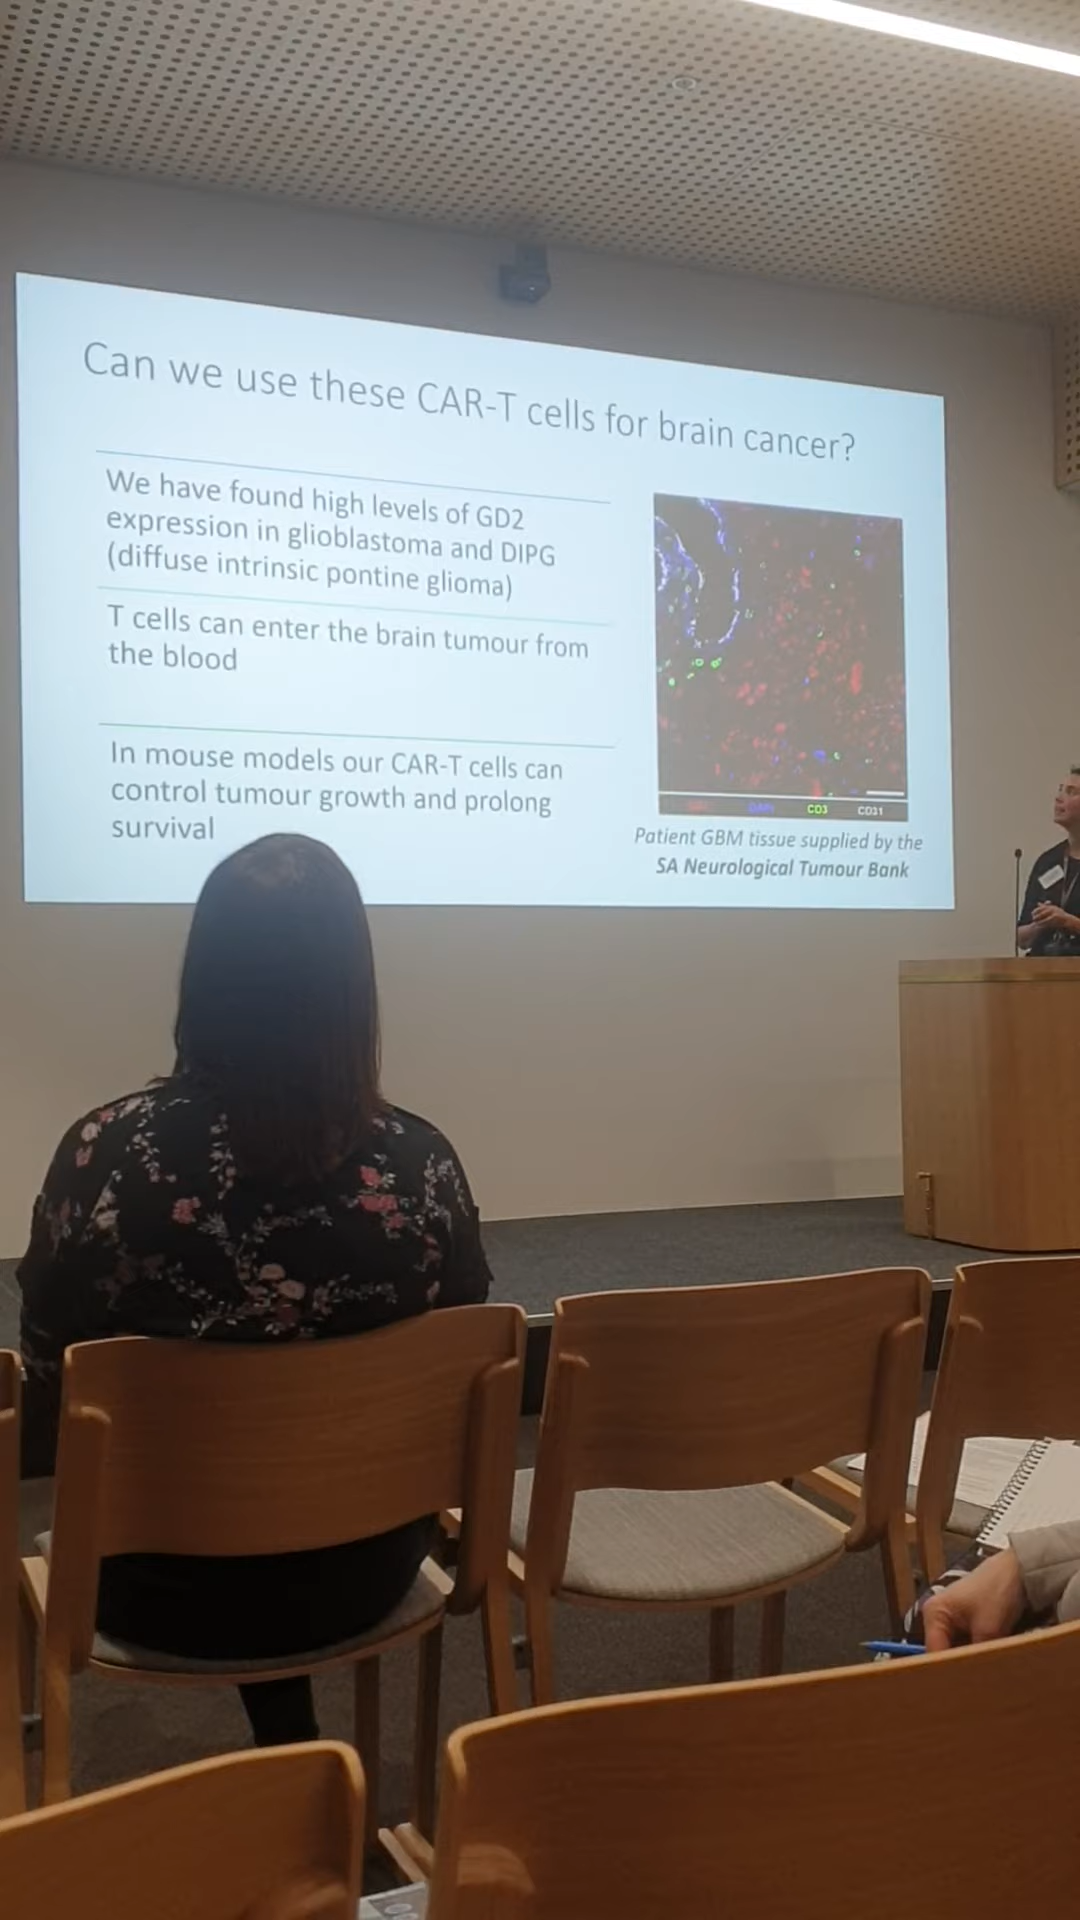 Can we use these CAR-T cells for brain cancer?
We have found high levels of GD2
expression in glioblastoma and DIPG
(diffuse intrinsic pontine glioma)
T cells can enter the brain tumour from
the blood
In mouse models our CAR-T cells can
control tumour growth and prolong
survival
DAPI CD3 CD31
Patient GBM tissue supplied by the
SA Neurological Tumour Bank